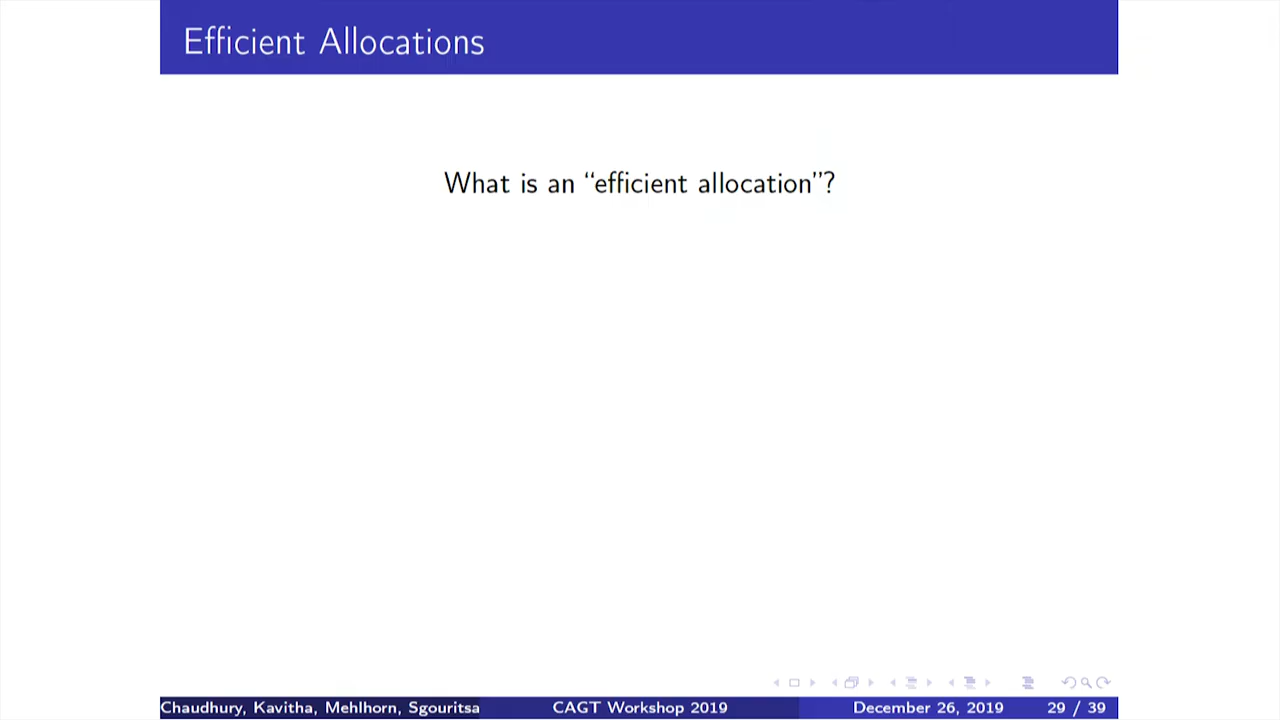 Efficient Allocations
What is an “efficient allocation”?
Chaudhury, Kavitha, Mehlhorn, Sgouritsa CAGT Workshop 2019 December 26, 2019 29 / 39